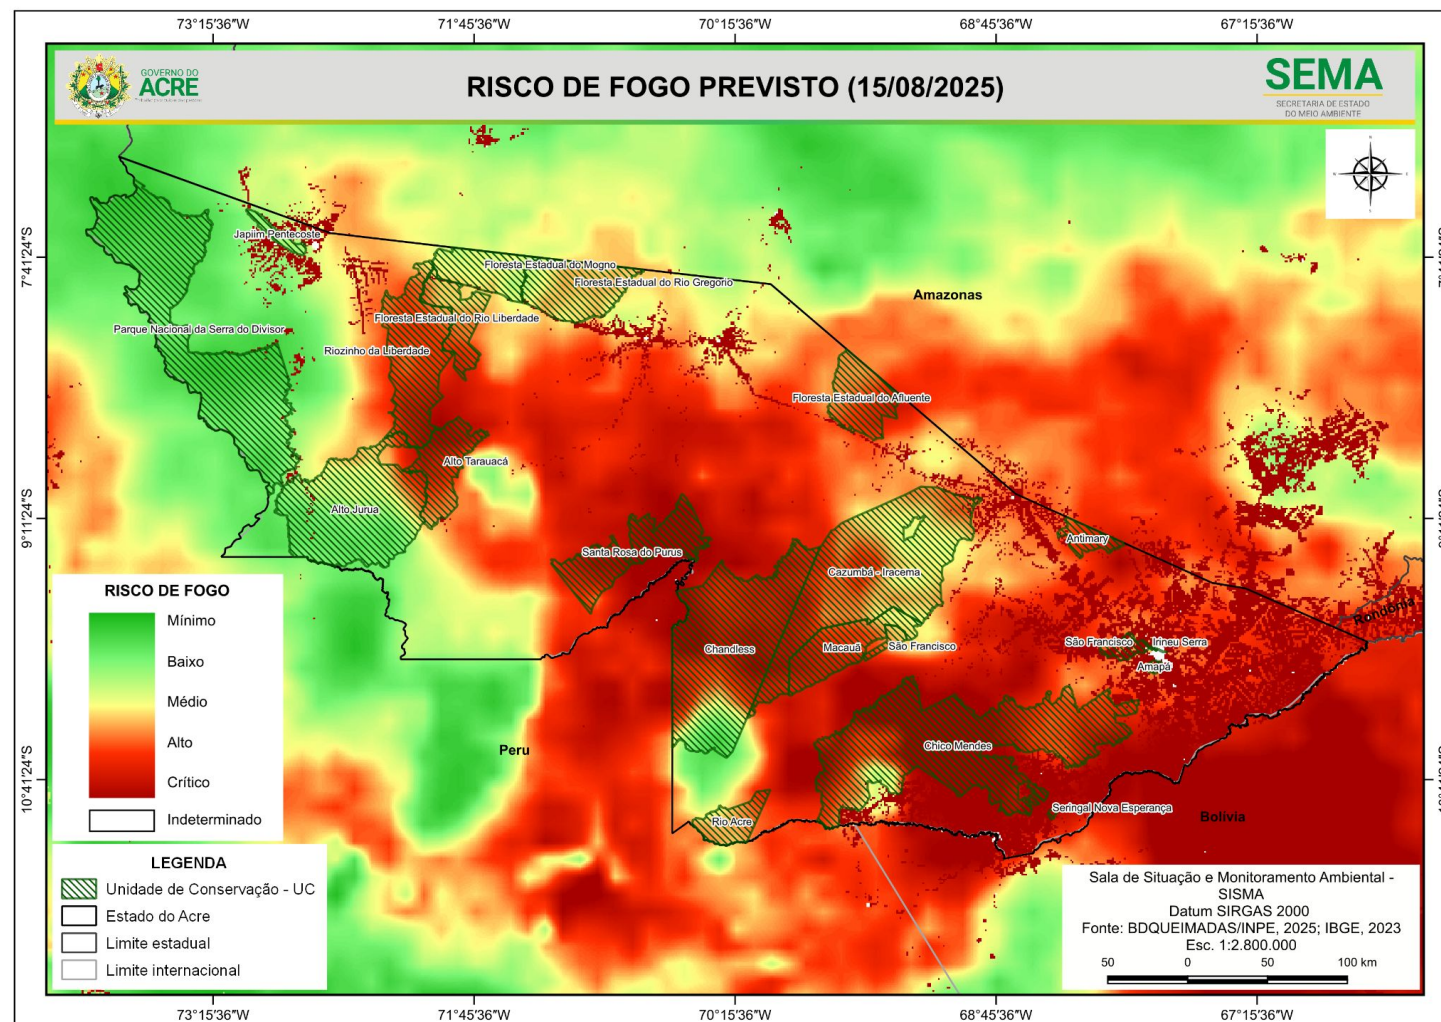 73°15'36"W
71°45'36"W
70°15'36"W
68°45'36"W
67°15'36"W
GOVERNO DO
ACRE
RISCO DE FOGO PREVISTO (15/08/2025)
SEMA
SECRETARIA DE ESTADO
DO MEIO AMBIENTE
7°41'24"S
9°11'24"S
10°41'24"S
Japiim Pentecoste
Floresta Estadual do Mogno
Floresta Estadual do Rio Gregorio
Amazonas
Floresta Estadual do Rio Liberdade
Parque Nacional da Serra do Divisor
Riozinho da Liberdade
Floresta Estadual do Afluente
Alto Tarauacá
Alto Jurua
Antimary
Santa Rosa do Purus
Cazumbá - Iracema
Rondônia
Chandless
Macauã
São Francisco
São Francisco
Irineu Serra
Amapá
Peru
Chico Mendes
Seringal Nova Esperança
Bolívia
Rio Acre
RISCO DE FOGO
Mínimo
Baixo
Médio
Alto
Crítico
Indeterminado
LEGENDA
Unidade de Conservação - UC
Estado do Acre
Limite estadual
Limite internacional
Sala de Situação e Monitoramento Ambiental -
SISMA
Datum SIRGAS 2000
Fonte: BDQUEIMADAS/INPE, 2025; IBGE, 2023
Esc. 1:2.800.000
50 0 50 100 km
73°15'36"W
71°45'36"W
70°15'36"W
68°45'36"W
67°15'36"W